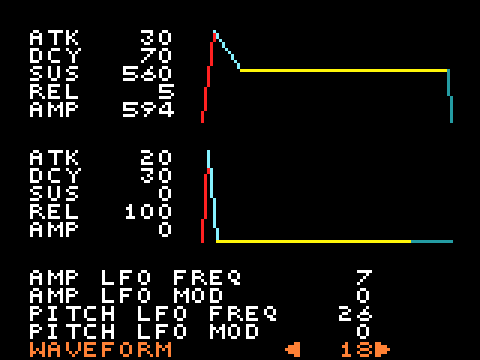 ATK 30
DCY 70
SUS 560
REL 5
AMP 594
ATK 20
DCY 30
SUS 0
REL 100
AMP 0
AMP LFO FREQ 7
AMP LFO MOD 0
PITCH LFO FREQ 26
PITCH LFO MOD 0
WAVEFORM ◀ 18▶